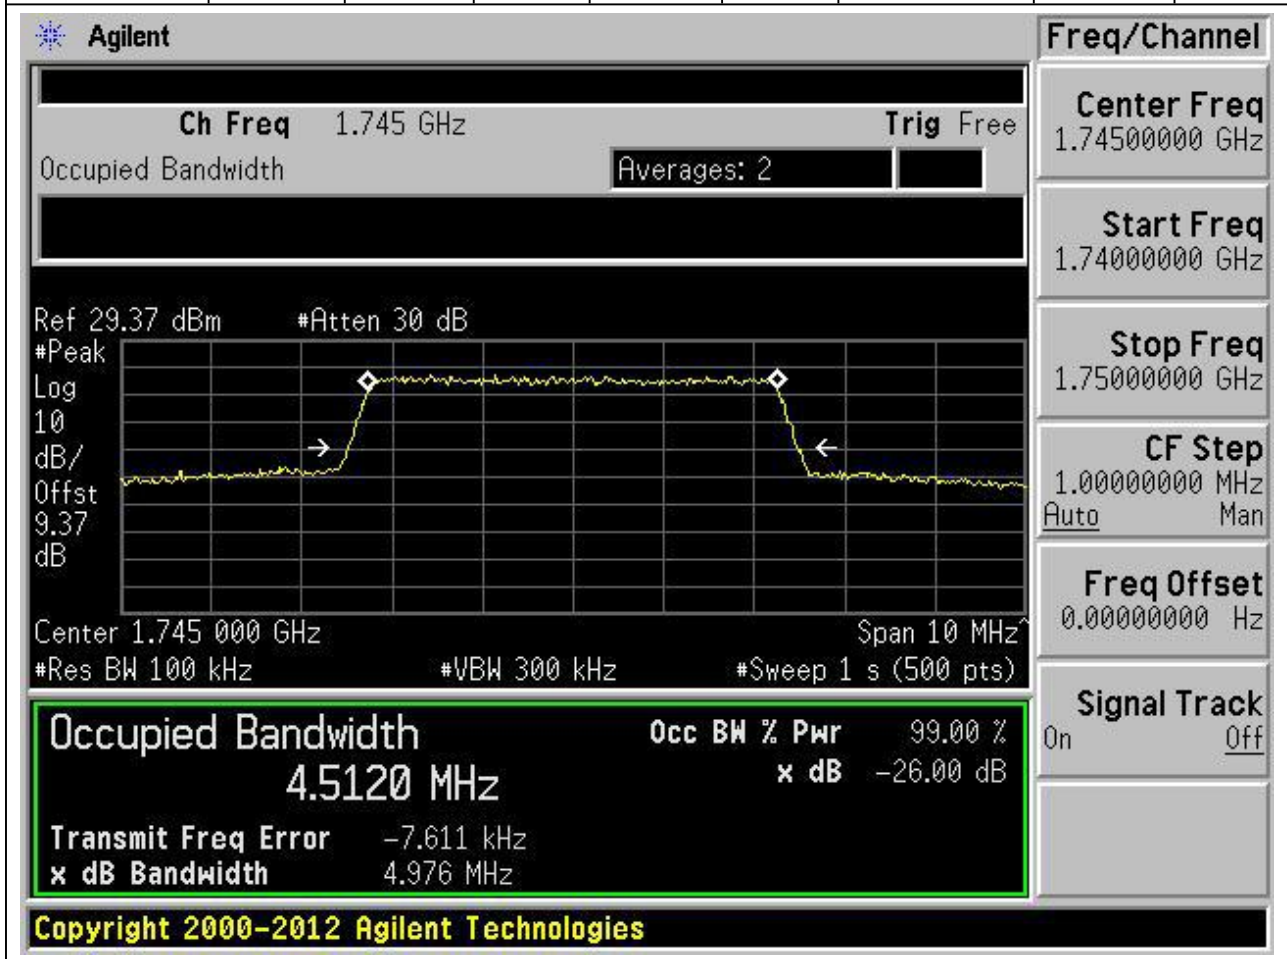 Agilent
Freq/Channel
Ch Freq 1.745 GHz Trig Free
Occupied Bandwidth Averages: 2
Center Freq
1.74500000 GHz
Start Freq
1.74000000 GHz
Stop Freq
1.75000000 GHz
CF Step
1.00000000 MHz
Auto Man
Freq Offset
0.00000000 Hz
Signal Track
On Off
Ref 29.37 dBm #Atten 30 dB
#Peak
Log
10
dB/
Offst
9.37
dB
Center 1.745 000 GHz Span 10 MHz^
#Res BW 100 kHz #VBW 300 kHz #Sweep 1 s (500 pts)
Occupied Bandwidth
4.5120 MHz
Occ BW % Pwr 99.00 %
x dB -26.00 dB
Transmit Freq Error -7.611 kHz
x dB Bandwidth 4.976 MHz
Copyright 2000-2012 Agilent Technologies